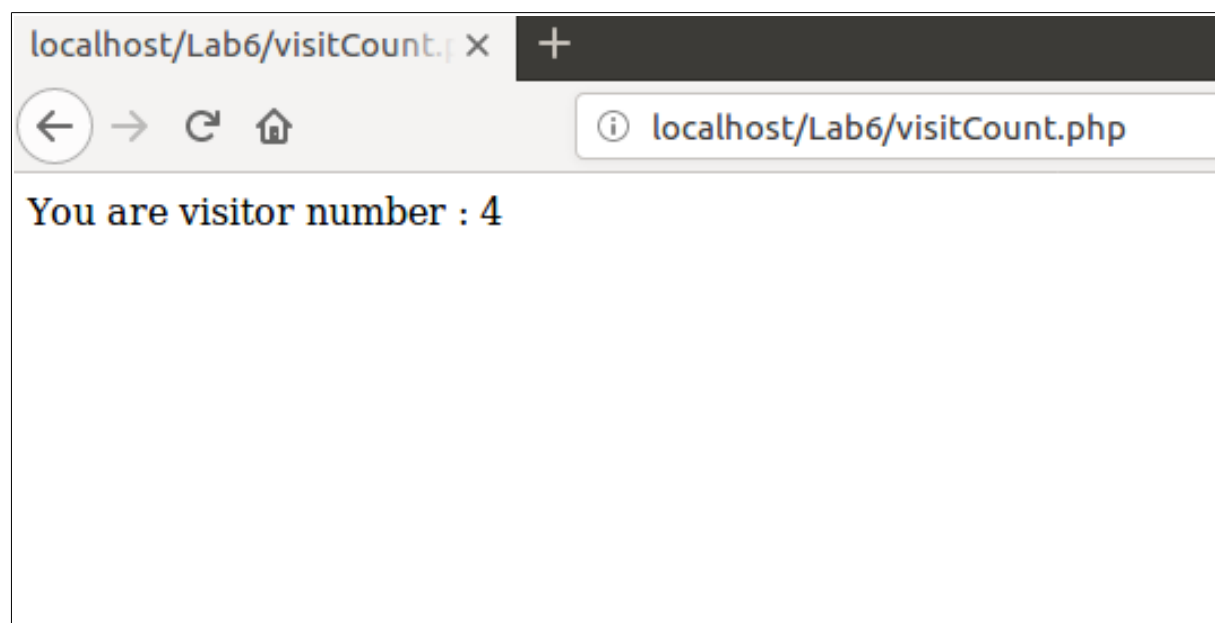 localhost/Lab6/visitCount.
localhost/Lab6/visitCount.php
You are visitor number : 4